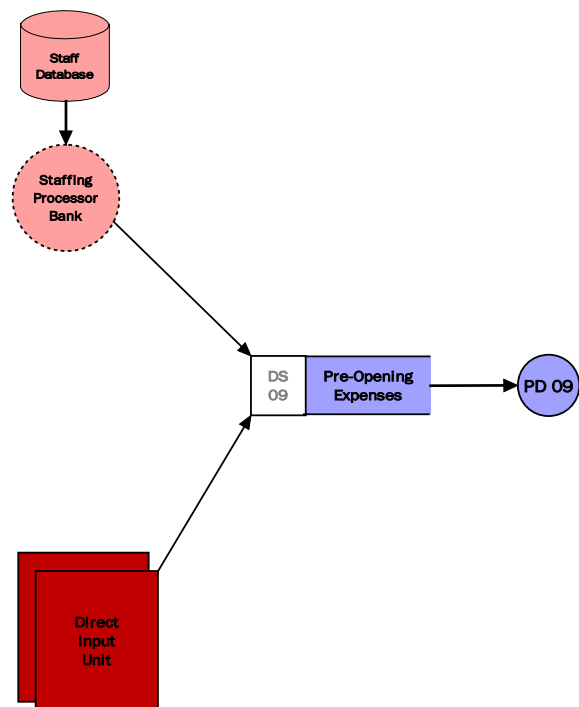 Staff
Database
Staffing
Processor
Bank
DS
09
Pre-Opening
Expenses
PD 09
Direct
Input
Unit